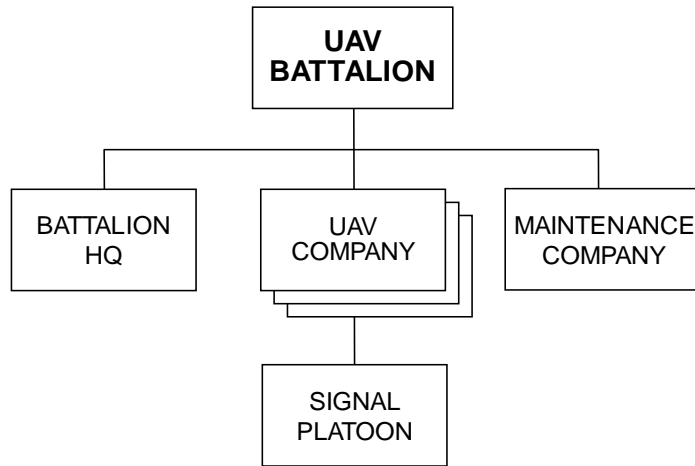 UAV
BATTALION
BATTALION
HQ
UAV
COMPANY
MAINTENANCE
COMPANY
SIGNAL
PLATOON